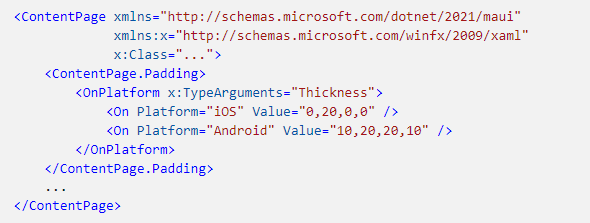 <ContentPage xmlns="http://schemas.microsoft.com/dotnet/2021/maui"
             xmlns:x="http://schemas.microsoft.com/winfx/2009/xaml"
             x:Class="...">
    <ContentPage.Padding>
        <OnPlatform x:TypeArguments="Thickness">
            <On Platform="iOS" Value="0,20,0,0" />
            <On Platform="Android" Value="10,20,20,10" />
        </OnPlatform>
    </ContentPage.Padding>
    ...
</ContentPage>